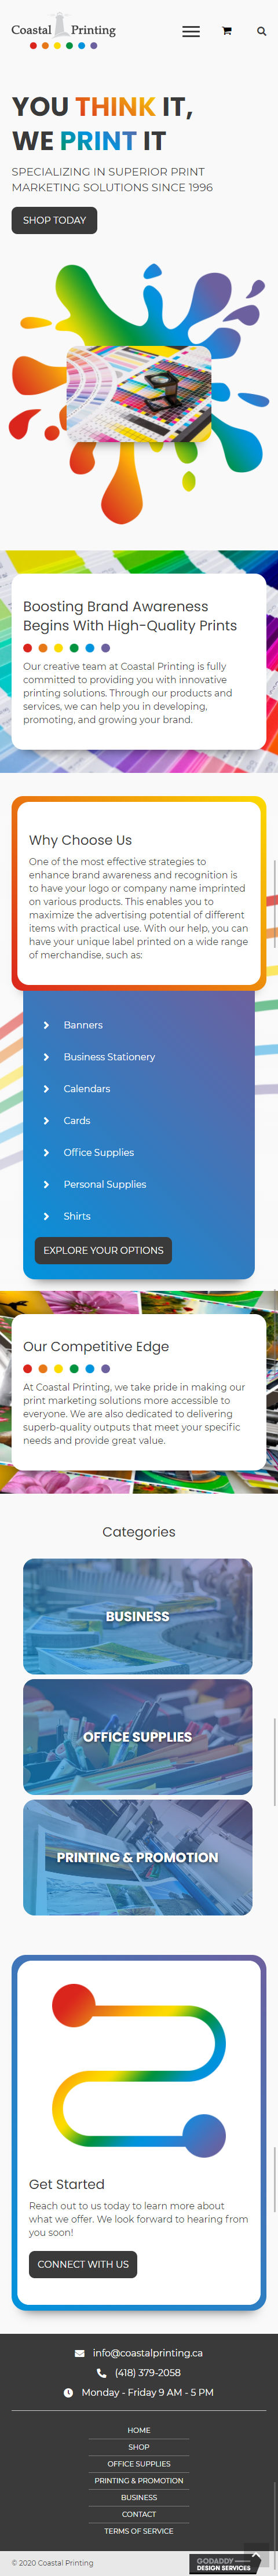 Coastal Printing
YOU THINK IT,
WE PRINT IT
SPECIALIZING IN SUPERIOR PRINT
MARKETING SOLUTIONS SINCE 1996
SHOP TODAY
Boosting Brand Awareness
Begins With High-Quality Prints
Our creative team at Coastal Printing is fully
committed to providing you with innovative
printing solutions. Through our products and
services, we can help you in developing,
promoting, and growing your brand.
Why Choose Us
One of the most effective strategies to
enhance brand awareness and recognition is
to have your logo or company name imprinted
on various products. This enables you to
maximize the advertising potential of different
items with practical use. With our help, you can
have your unique label printed on a wide range
of merchandise, such as:
Banners
Business Stationery
Calendars
Cards
Office Supplies
Personal Supplies
Shirts
EXPLORE YOUR OPTIONS
Our Competitive Edge
At Coastal Printing, we take pride in making our
print marketing solutions more accessible to
everyone. We are also dedicated to delivering
superb-quality outputs that meet your specific
needs and provide great value.
Categories
BUSINESS
OFFICE SUPPLIES
PRINTING & PROMOTION
Get Started
Reach out to us today to learn more about
what we offer. We look forward to hearing from
you soon!
CONNECT WITH US
info@coastalprinting.ca
(418) 379-2058
Monday - Friday 9 AM - 5 PM
HOME
SHOP
OFFICE SUPPLIES
PRINTING & PROMOTION
BUSINESS
CONTACT
TERMS OF SERVICE
© 2020 Coastal Printing
GODADDY
DESIGN SERVICES